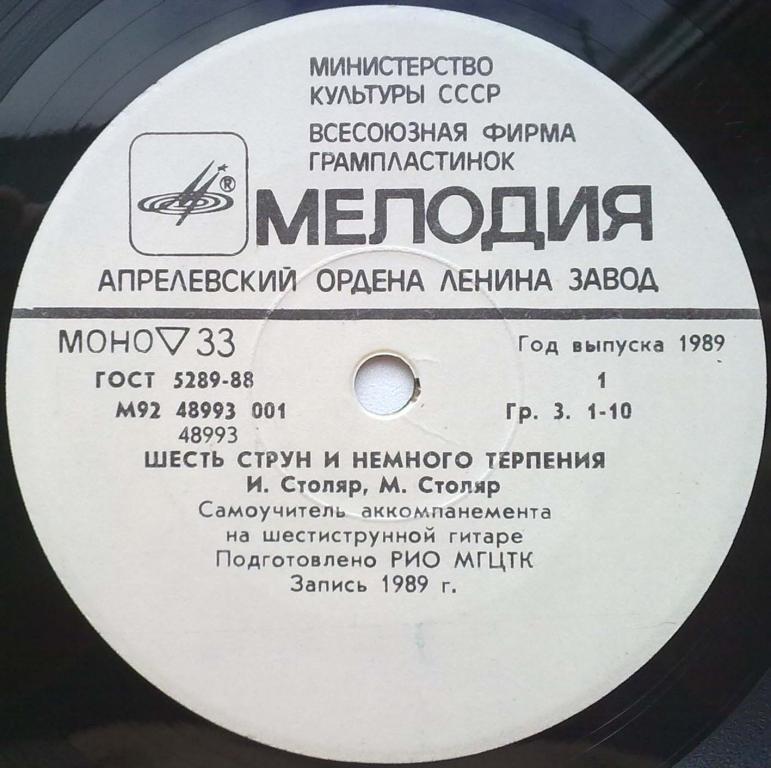 МИНИСТЕРСТВО
КУЛЬТУРЫ СССР
ВСЕСОЮЗНАЯ ФИРМА
ГРАМПЛАСТИНОК
®
МЕЛОДИЯ
АПРЕЛЕВСКИЙ ОРДЕНА ЛЕНИНА ЗАВОД
МОНО▽33
Год выпуска 1989
ГОСТ 5289-88
1
М92 48993 001
Гр. 3. 1-10
48993
ШЕСТЬ СТРУН И НЕМНОГО ТЕРПЕНИЯ
И. Столяр, М. Столяр
Самоучитель аккомпанемента
на шестиструнной гитаре
Подготовлено РИО МГЦТК
Запись 1989 г.